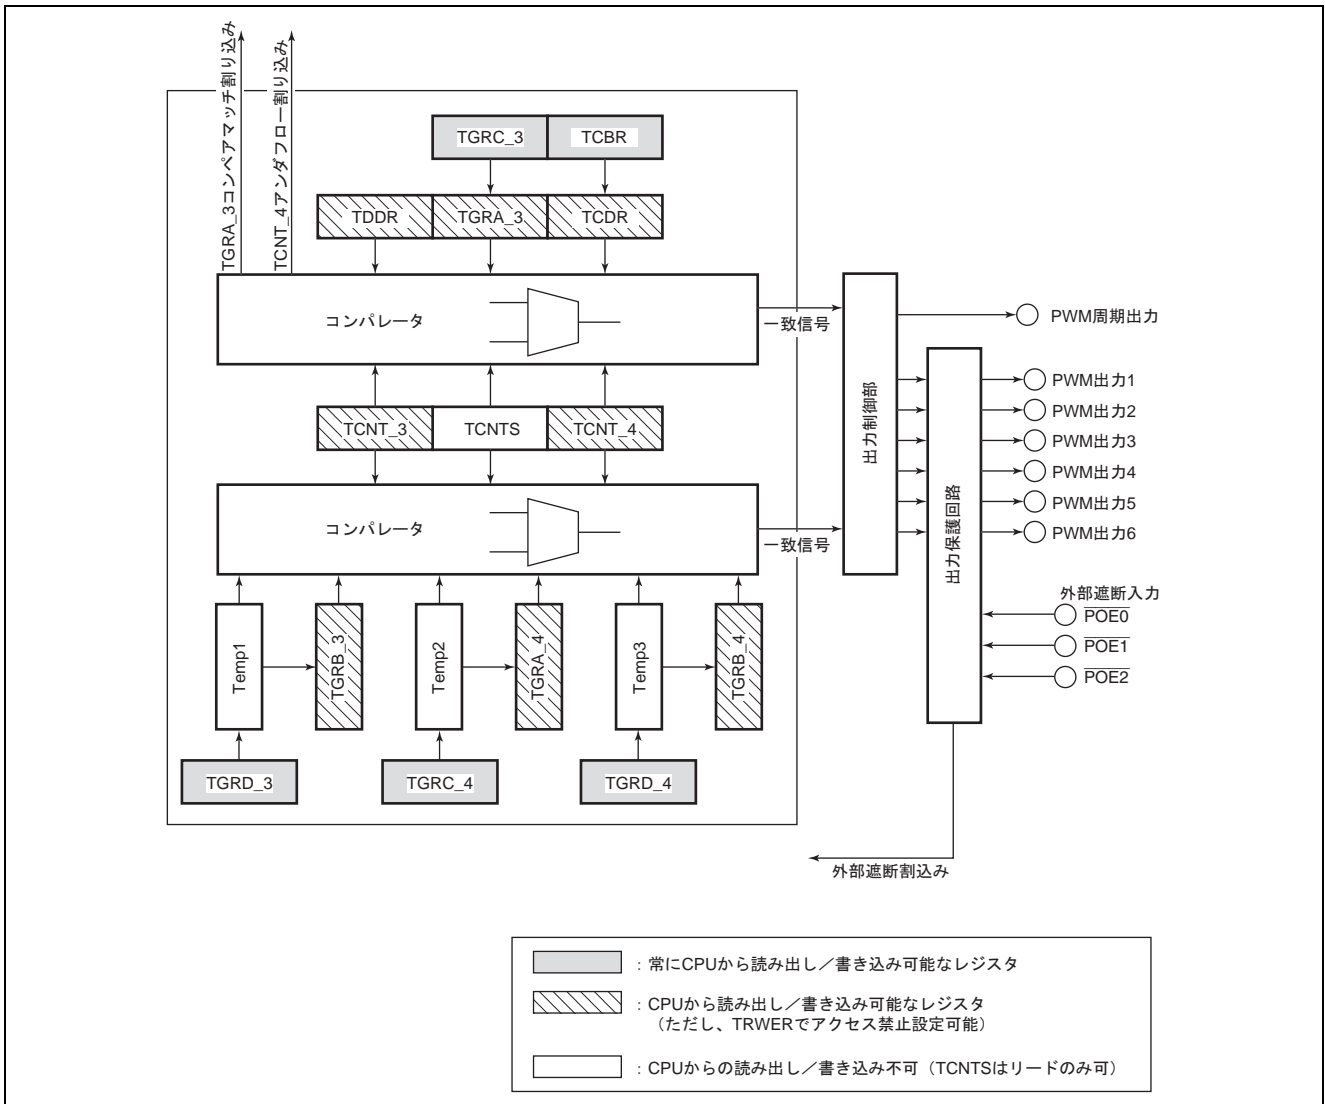 TGRA_3コンペアマッチ割り込み
TCNT_4アンダフロー割り込み
TGRC_3
TCBR
TDDR
TGRA_3
TCDR
コンパレータ
一致信号
PWM周期出力
TCNT_3
TCNTS
TCNT_4
コンパレータ
一致信号
出力制御部
出力保護回路
PWM出力1
PWM出力2
PWM出力3
PWM出力4
PWM出力5
PWM出力6
外部遮断入力
POE0
POE1
POE2
Temp1
TGRB_3
Temp2
TGRA_4
Temp3
TGRB_4
TGRD_3
TGRC_4
TGRD_4
外部遮断割込み
：常にCPUから読み出し／書き込み可能なレジスタ
：CPUから読み出し／書き込み可能なレジスタ
（ただし、TRWERでアクセス禁止設定可能）
：CPUからの読み出し／書き込み不可（TCNTSはリードのみ可）